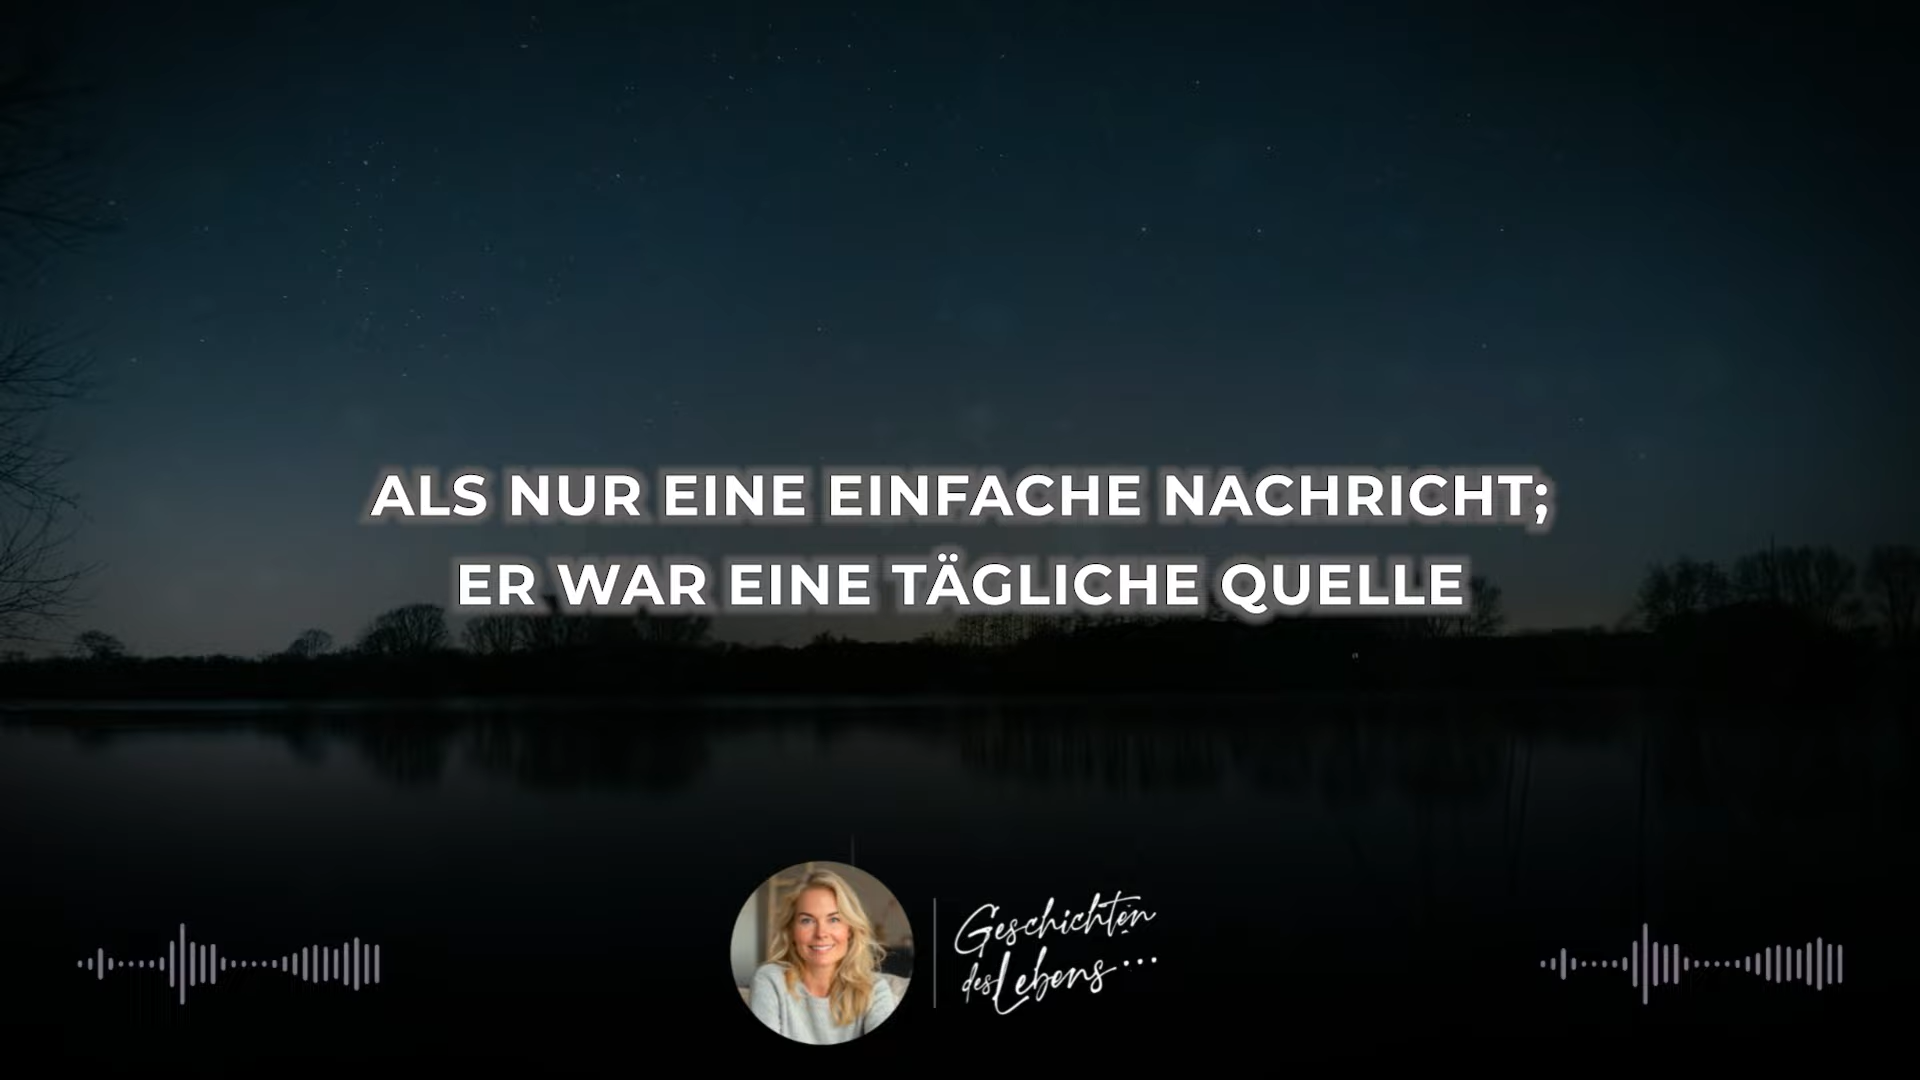 ALS NUR EINE EINFACHE NACHRICHT;
ER WAR EINE TÄGLICHE QUELLE
Geschichten
des Lebens...